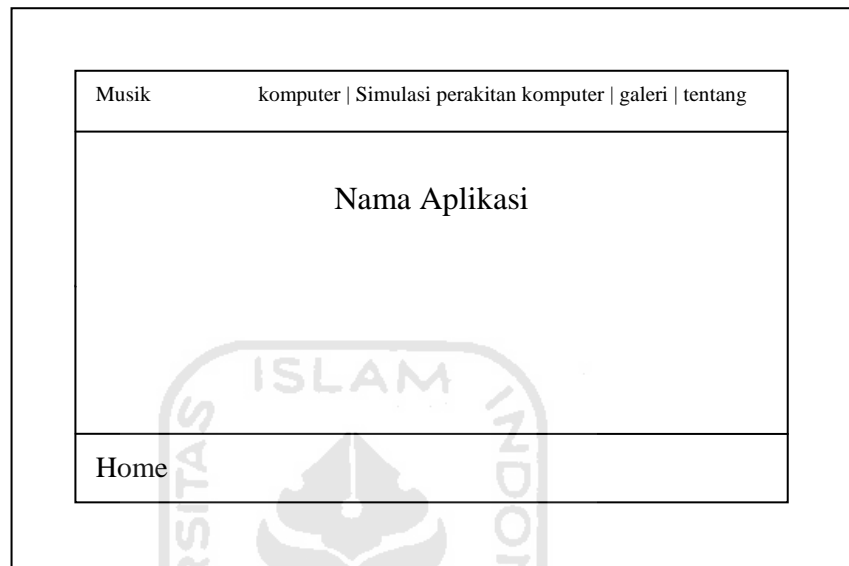 Musik komputer | Simulasi perakitan komputer | galeri | tentang
Nama Aplikasi
ISLAM
Home